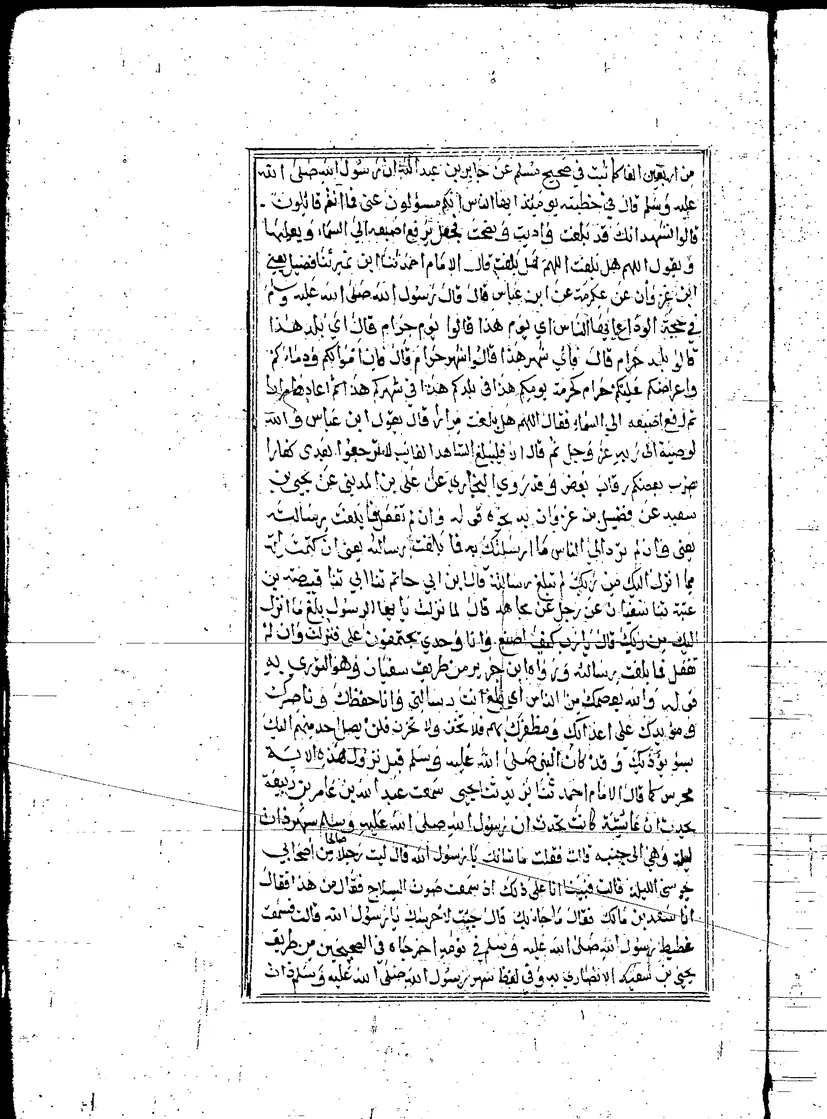 من اربعين الفا كما ثبت في صحيح مسلم عن جابر بن عبد الله ان رسول الله صلى الله
عليه وسلم قال في خطبته يومئذ ايها الناس انكم مسؤلون عني فما انتم قائلون
قالوا نشهد انك قد بلغت واديت ونصحت فجعل يرفع اصبعه الى السماء ويقلبها
ويقول اللهم هل بلغت اللهم هل بلغت قال الامام احمد ثنا ابن نمير ثنا فضيل يعني
ابن غزوان عن عكرمة عن ابن عباس قال قال رسول الله صلى الله عليه وسلم
في حجة الوداع يا ايها الناس اي يوم هذا قالوا يوم حرام قال اي بلد هذا
قالوا بلد حرام قال فأي شهر هذا قالوا شهر حرام قال فان اموالكم ودماءكم
واعراضكم عليكم حرام كحرمة يومكم هذا في بلدكم هذا في شهركم هذا ثم اعادها مرارا
ثم رفع اصبعه الى السماء فقال اللهم هل بلغت مرارا قال يقول ابن عباس والله
لوصية الى ربه عز وجل ثم قال الا فليبلغ الشاهد الغائب لا ترجعوا بعدي كفارا
يضرب بعضكم رقاب بعض وقد روى البخاري عن علي بن المديني عن يحيى بن
سعيد عن فضيل بن غزوان به نحوه قوله وان لم تفعل فما بلغت رسالته
يعني وان لم تؤد الى الناس ما ارسلتك به فما بلغت رسالته يعني ان كتمت اية
مما انزل اليك من ربك لم تبلغ رسالته قال ابن ابي حاتم ثنا ابي ثنا قبيصة بن
عقبة ثنا سفيان عن رجل عن مجاهد قال لما نزلت يا ايها الرسول بلغ ما انزل
اليك من ربك قال يا رب كيف اصنع وانا وحدي يجتمعون علي فنزلت وان لم
تفعل فما بلغت رسالته ورواه ابن جرير من طريق سفيان وهو الثوري به
قوله والله يعصمك من الناس اي بلغ انت رسالتي وانا حافظك وناصرك
ومؤيدك على اعدائك ومظفرك بهم فلا تخف ولا تحزن فلن يصل احد منهم اليك
بسوء يؤذيك وقد كان النبي صلى الله عليه وسلم قبل نزول هذه الاية
يحرس كما قال الامام احمد ثنا يزيد ثنا يحيى سمعت عبد الله بن عامر بن ربيعة
يحدث ان عائشة كانت تحدث ان رسول الله صلى الله عليه وسلم سهر ذات
ليلة وهي الى جنبه قالت فقلت ما شانك يا رسول الله قال ليت رجلا صالحا من اصحابي
يحرسني الليلة قالت فبينا انا على ذلك اذ سمعت صوت السلاح فقال من هذا فقال
انا سعد بن مالك فقال ما جاء بك قال جئت لاحرسك يا رسول الله قالت فسمعت
غطيط رسول الله صلى الله عليه وسلم في نومه اخرجاه في الصحيحين من طريق
يحيى بن سعيد الانصاري به وفي لفظ سهر رسول الله صلى الله عليه وسلم ذات